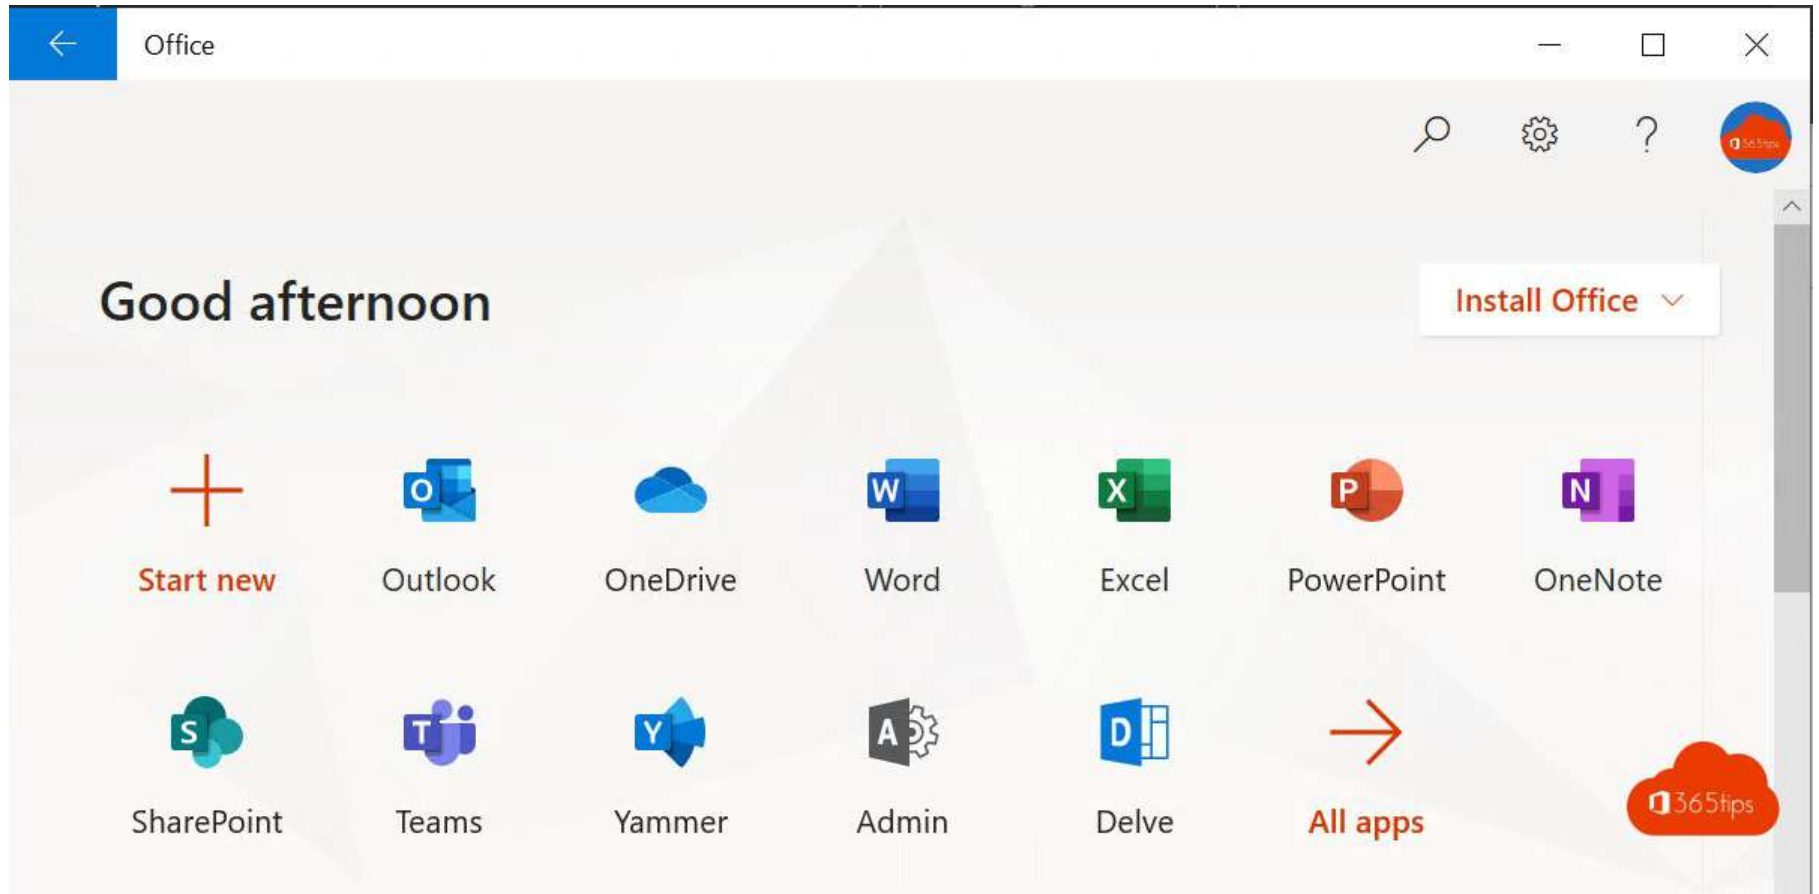 Office
365tips
Good afternoon
Install Office
O
W
X
P
N
Start new
Outlook
OneDrive
Word
Excel
PowerPoint
OneNote
S
T
Y
A
D
SharePoint
Teams
Yammer
Admin
Delve
All apps
365tips